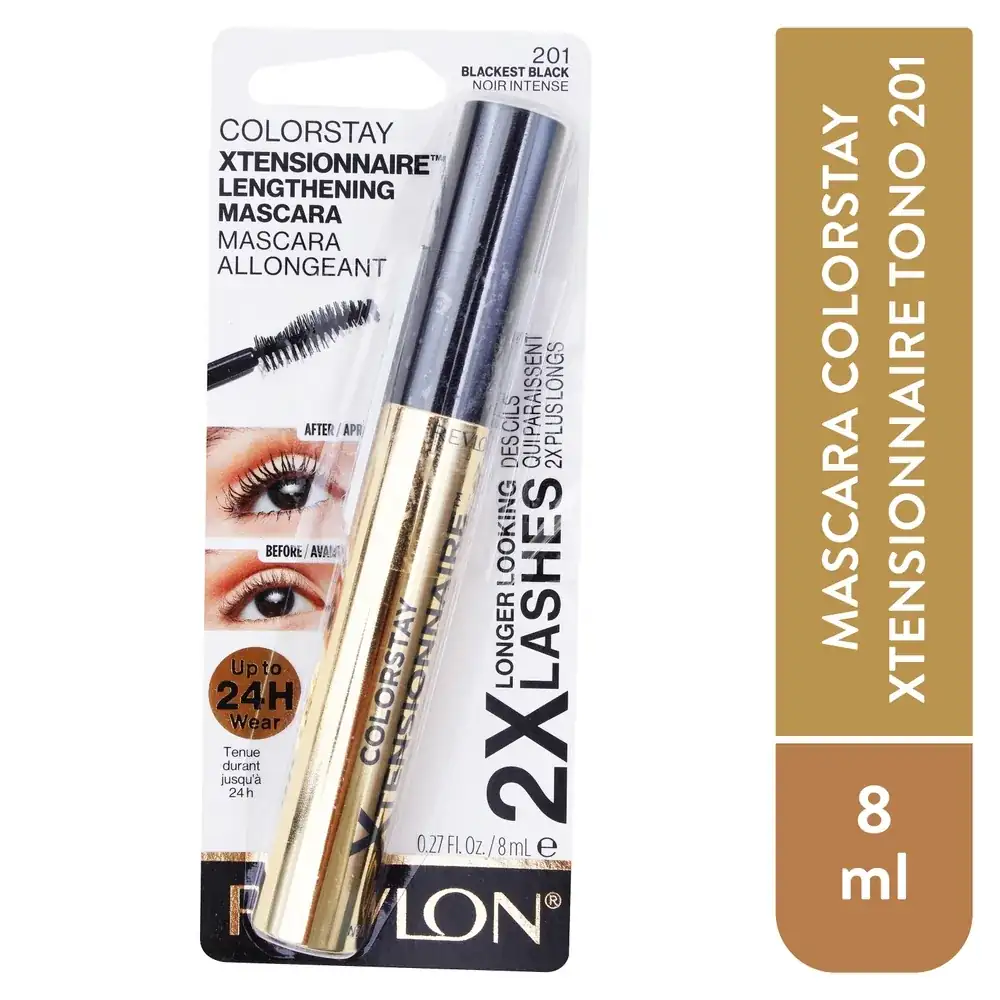 201
BLACKEST BLACK
NOIR INTENSE
COLORSTAY
XTENSIONNAIRE™
LENGTHENING
MASCARA
MASCARA
ALLONGEANT
AFTER / APR
BEFORE / AVAN
Up to
24H
Wear
Tenue
durant
jusqu'à
24 h
REVLON
COLORSTAY
XTENSIONNAIRE
2X
LONGER LOOKING
LASHES
DES CILS
QUI PARAISSENT
2X PLUS LONGS
0.27 Fl. Oz. / 8 mL e
REVLON
MASCARA COLORSTAY
XTENSIONNAIRE TONO 201
8
ml